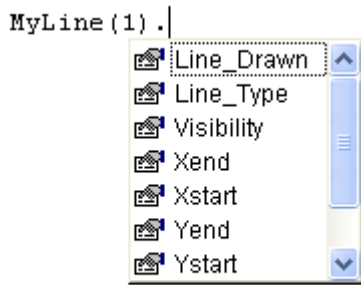 MyLine(1).
Line_Drawn
Line_Type
Visibility
Xend
Xstart
Yend
Ystart